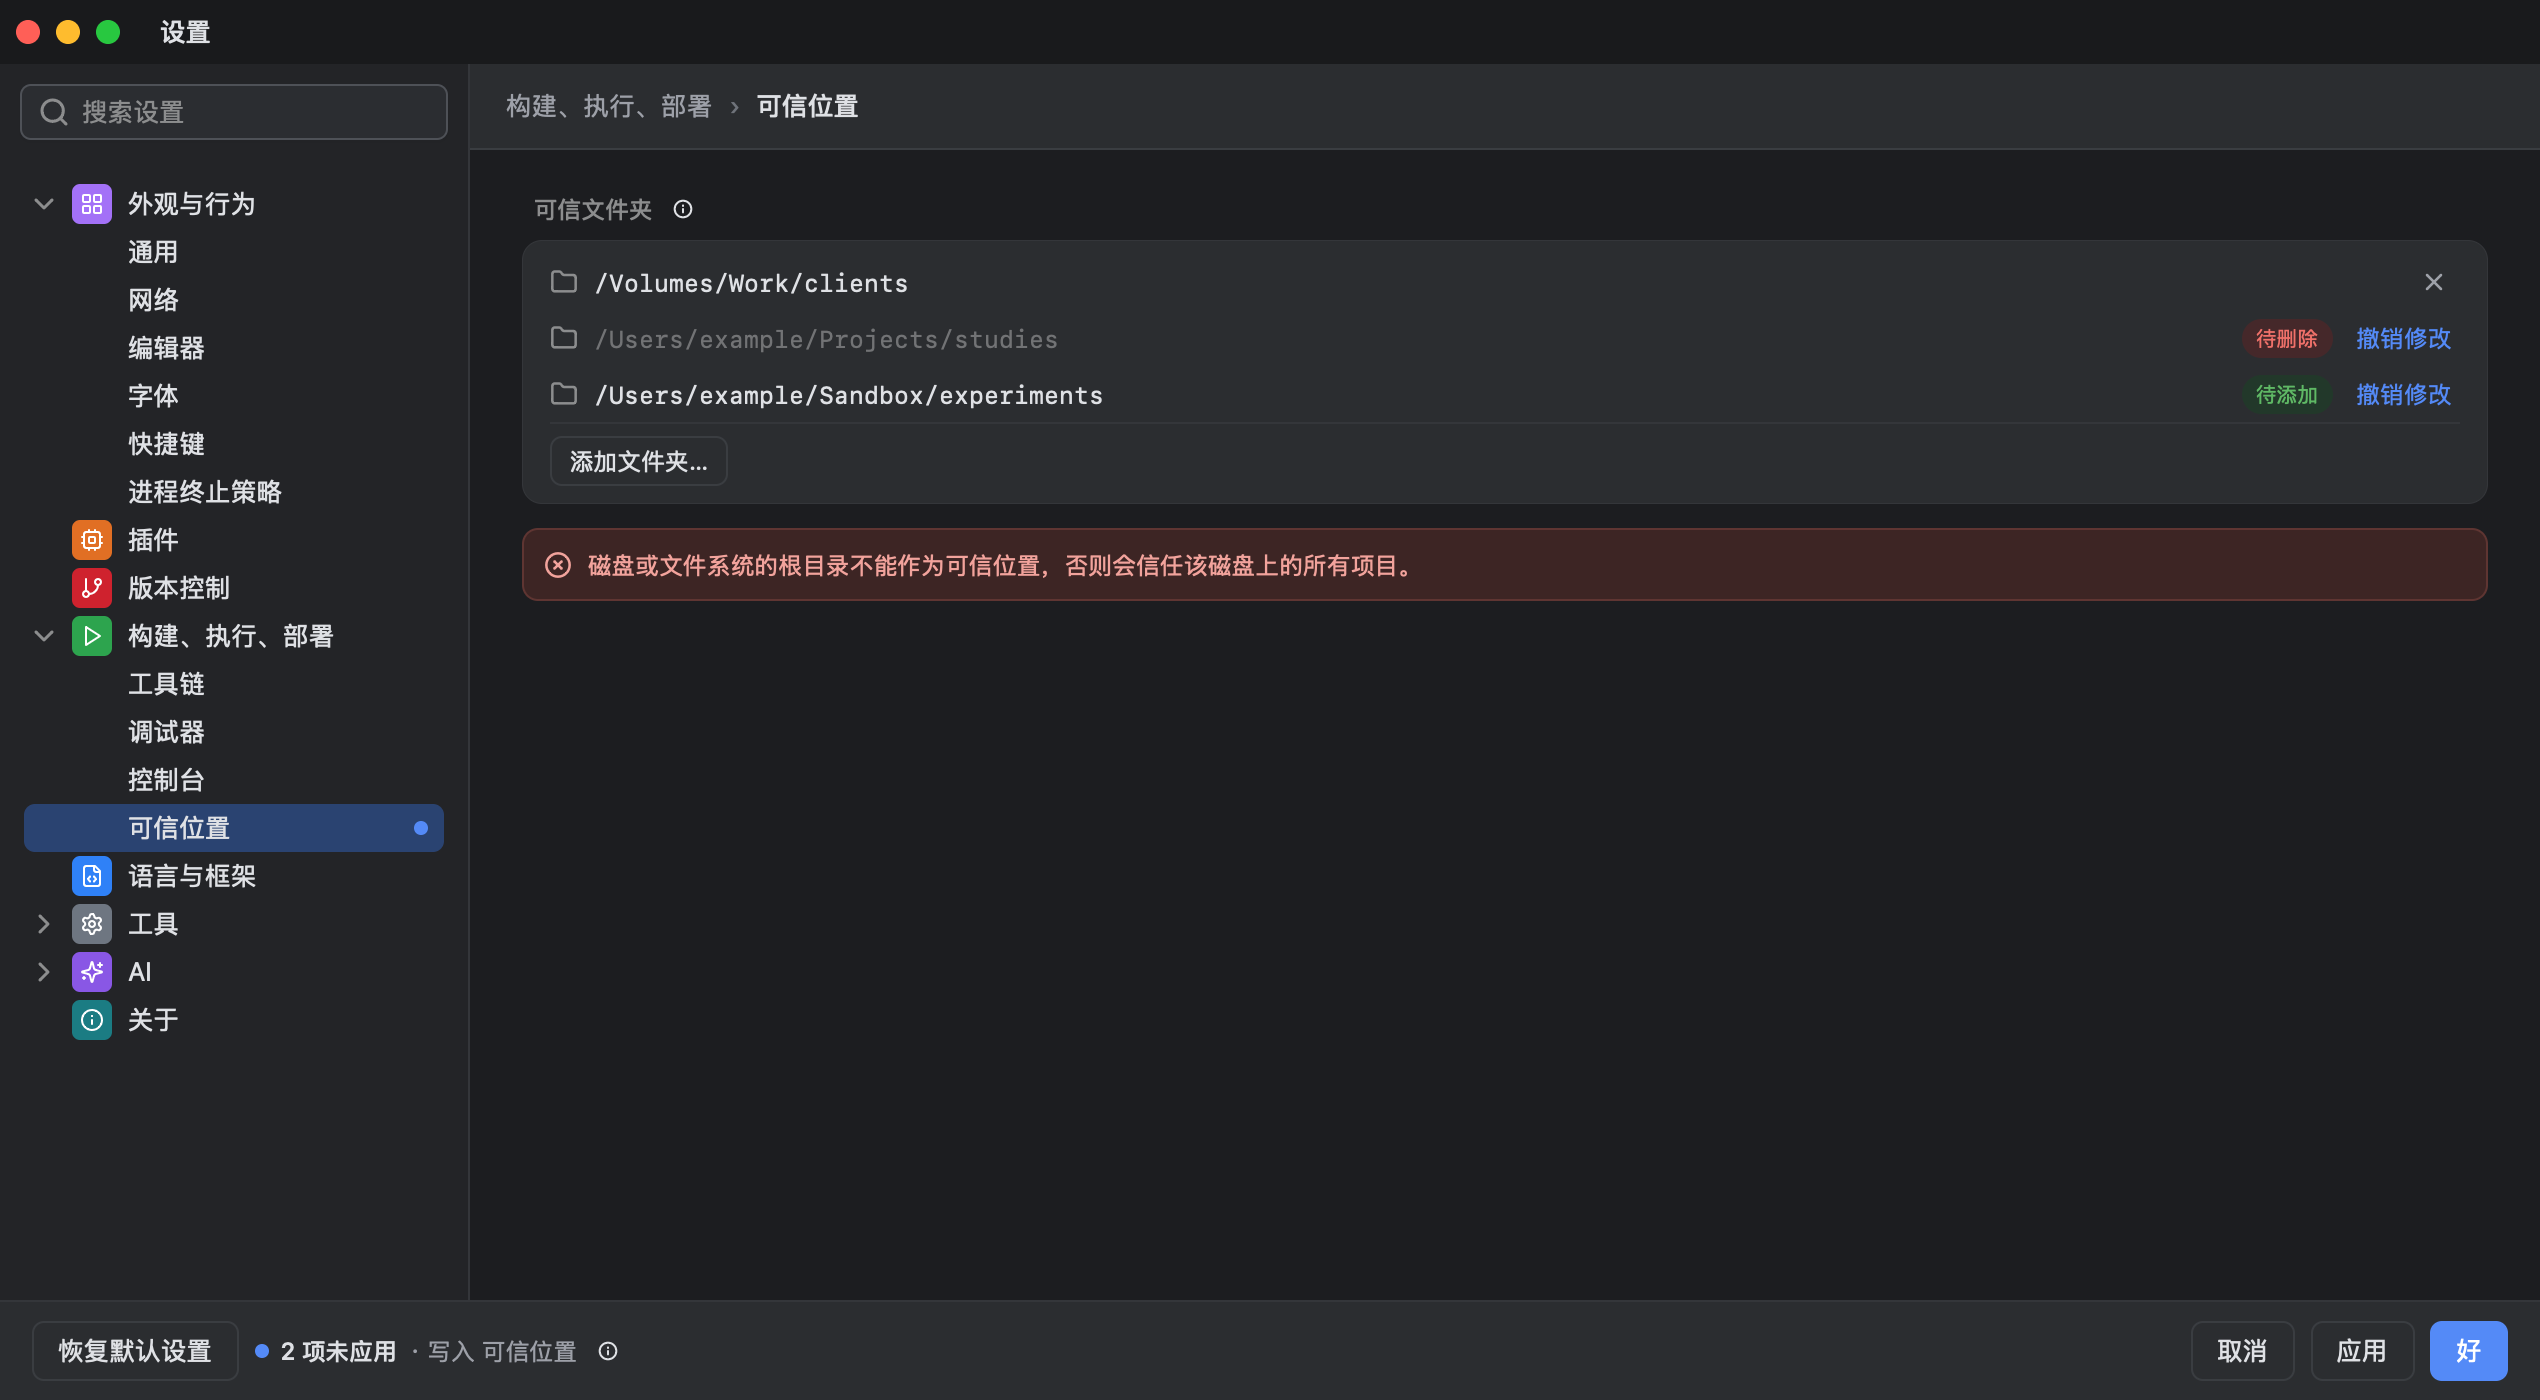 设置
搜索设置
外观与行为
通用
网络
编辑器
字体
快捷键
进程终止策略
插件
版本控制
构建、执行、部署
工具链
调试器
控制台
可信位置
语言与框架
工具
AI
关于
构建、执行、部署 › 可信位置
可信文件夹
/Volumes/Work/clients
/Users/example/Projects/studies 待删除 撤销修改
/Users/example/Sandbox/experiments 待添加 撤销修改
添加文件夹...
磁盘或文件系统的根目录不能作为可信位置，否则会信任该磁盘上的所有项目。
恢复默认设置 2 项未应用 · 写入 可信位置 取消 应用 好